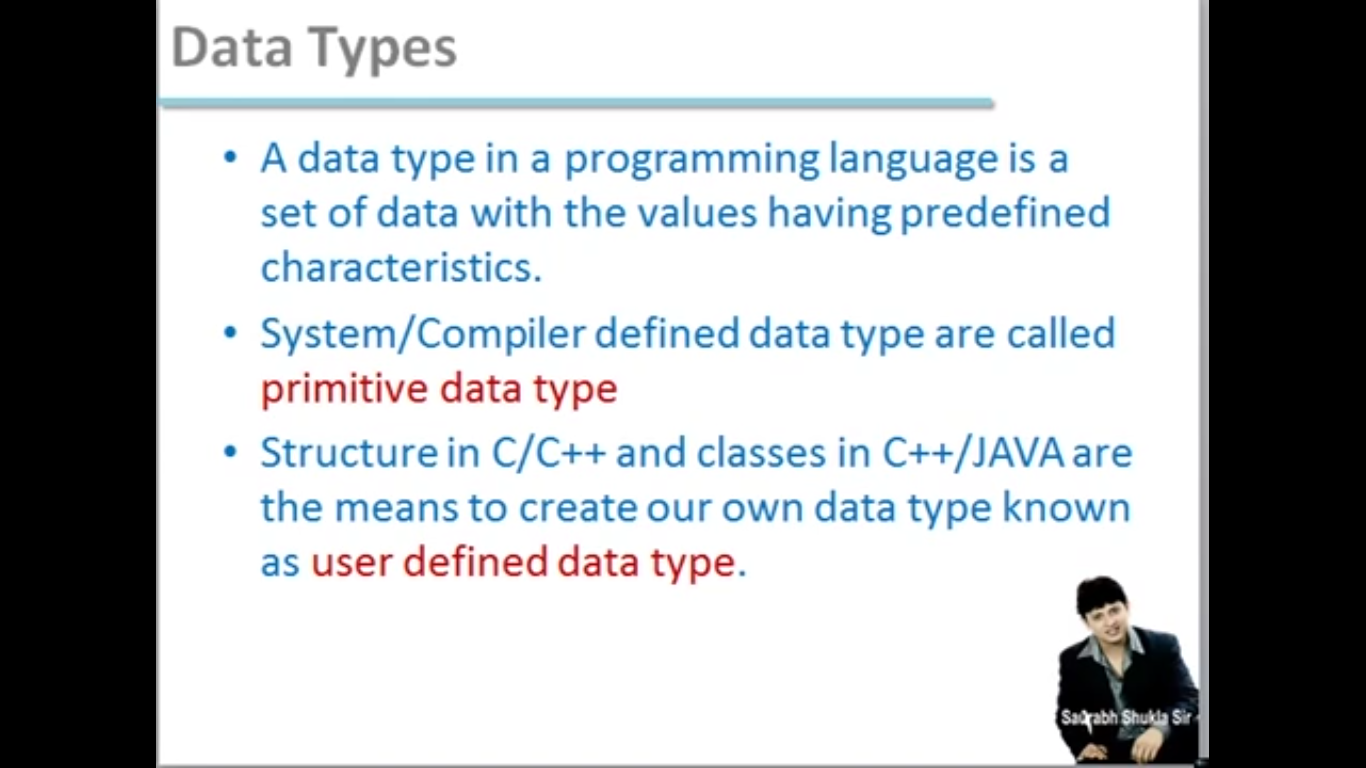 Data Types
• A data type in a programming language is a
set of data with the values having predefined
characteristics.
• System/Compiler defined data type are called
primitive data type
• Structure in C/C++ and classes in C++/JAVA are
the means to create our own data type known
as user defined data type.
Saurabh Shukla Sir